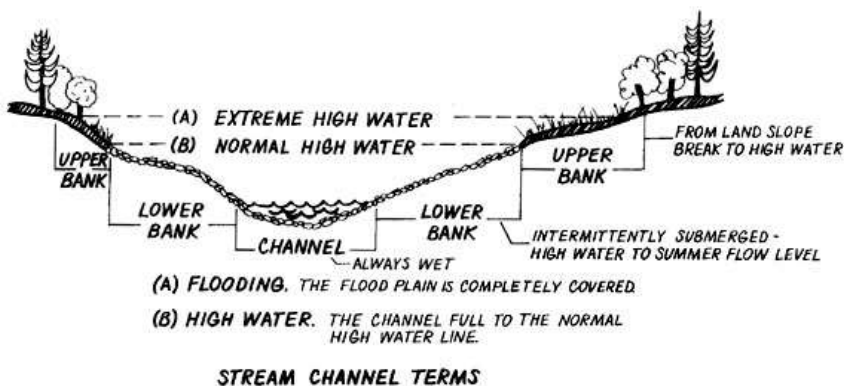 (A) EXTREME HIGH WATER
(B) NORMAL HIGH WATER
FROM LAND SLOPE
BREAK TO HIGH WATER
UPPER
BANK
UPPER
BANK
LOWER
BANK
LOWER
BANK
CHANNEL
ALWAYS WET
INTERMITTENTLY SUBMERGED -
HIGH WATER TO SUMMER FLOW LEVEL
(A) FLOODING. THE FLOOD PLAIN IS COMPLETELY COVERED.
(B) HIGH WATER. THE CHANNEL FULL TO THE NORMAL
HIGH WATER LINE.
STREAM CHANNEL TERMS